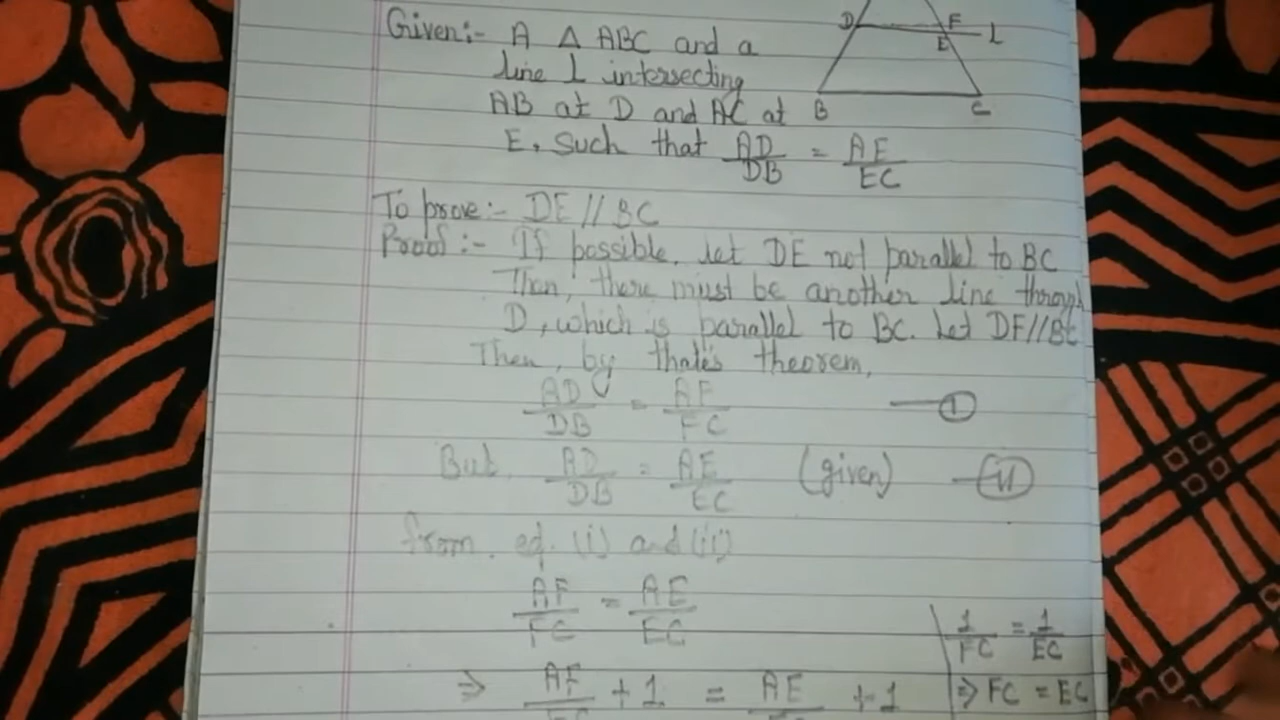 D F L
E
B C
Given:- A Δ ABC and a
line L intersecting
AB at D and AC at
E, such that AD/DB = AE/EC
To prove:- DE // BC
Proof:- If possible, let DE not parallel to BC
Then, there must be another line through
D, which is parallel to BC. Let DF//BC
Then, by thale's theorem,
AD/DB = AF/FC —(I)
But, AD/DB = AE/EC (given) —(II)
from. eq. (i) and (ii)
AF/FC = AE/EC
1/FC = 1/EC
⇒ AF/FC + 1 = AE/EC + 1
⇒ FC = EC